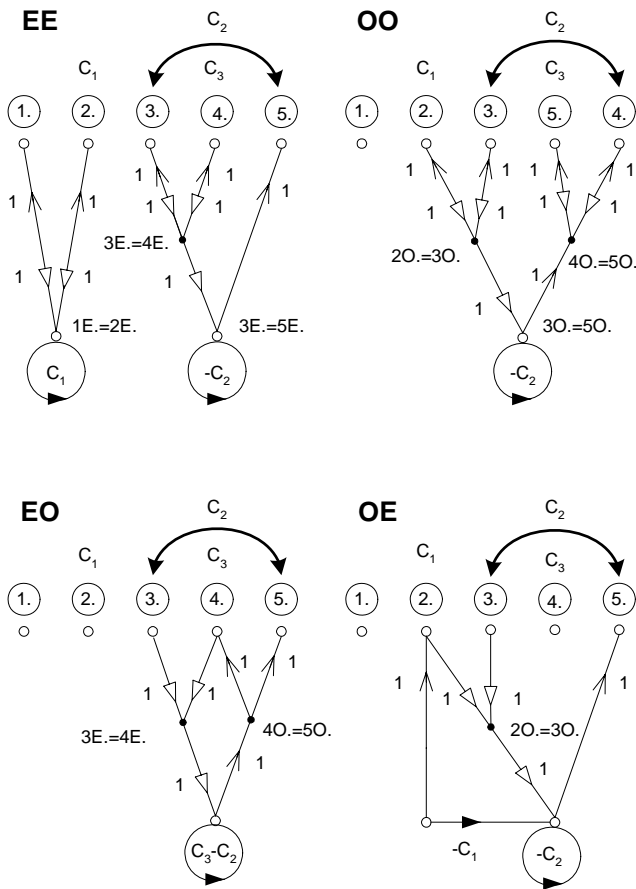 EE
C₂
C₁
C₃
1.
2.
3.
4.
5.
1
1
1
1
1
1
1
1
1
1
3E.=4E.
1E.=2E.
3E.=5E.
C₁
-C₂
OO
C₂
C₁
C₃
1.
2.
3.
5.
4.
1
1
1
1
1
1
1
1
2O.=3O.
4O.=5O.
1
1
3O.=5O.
-C₂
EO
C₂
C₁
C₃
1.
2.
3.
4.
5.
1
1
1
1
3E.=4E.
4O.=5O.
1
1
C₃-C₂
OE
C₂
C₁
C₃
1.
2.
3.
4.
5.
1
1
1
1
2O.=3O.
1
-C₁
-C₂